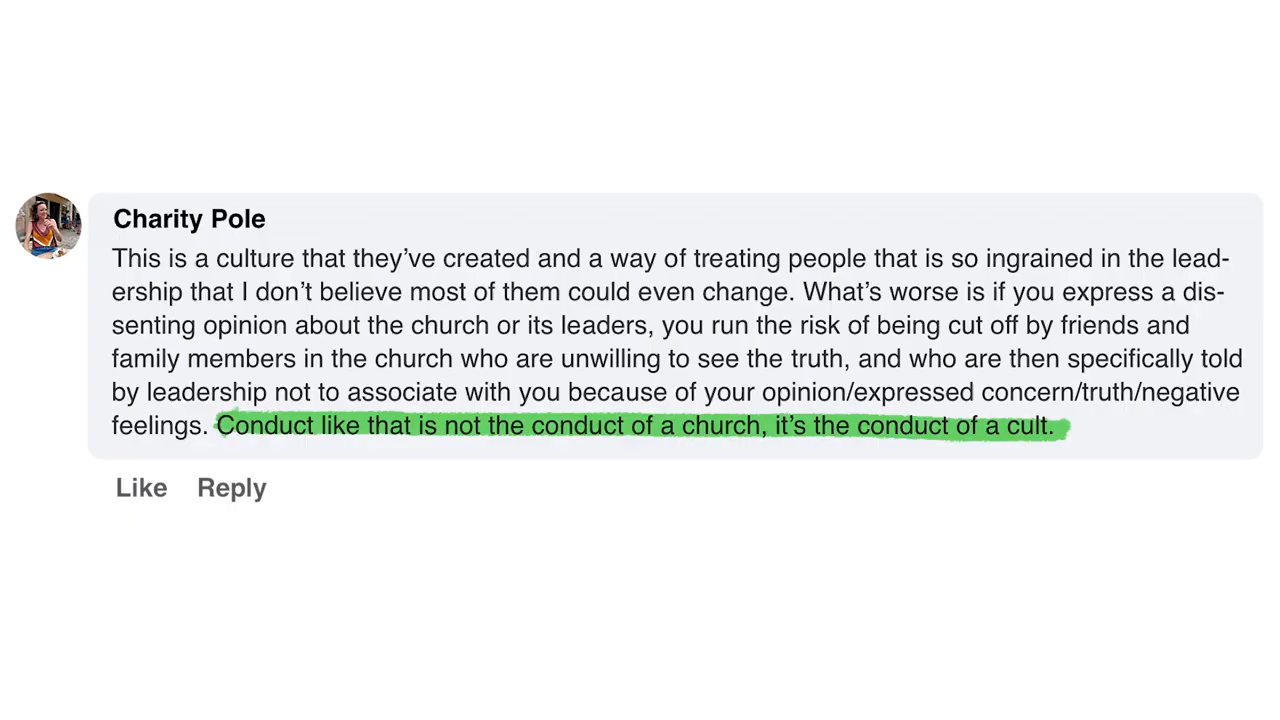 Charity Pole
This is a culture that they’ve created and a way of treating people that is so ingrained in the lead-
ership that I don’t believe most of them could even change. What’s worse is if you express a dis-
senting opinion about the church or its leaders, you run the risk of being cut off by friends and
family members in the church who are unwilling to see the truth, and who are then specifically told
by leadership not to associate with you because of your opinion/expressed concern/truth/negative
feelings. Conduct like that is not the conduct of a church, it’s the conduct of a cult.
Like Reply